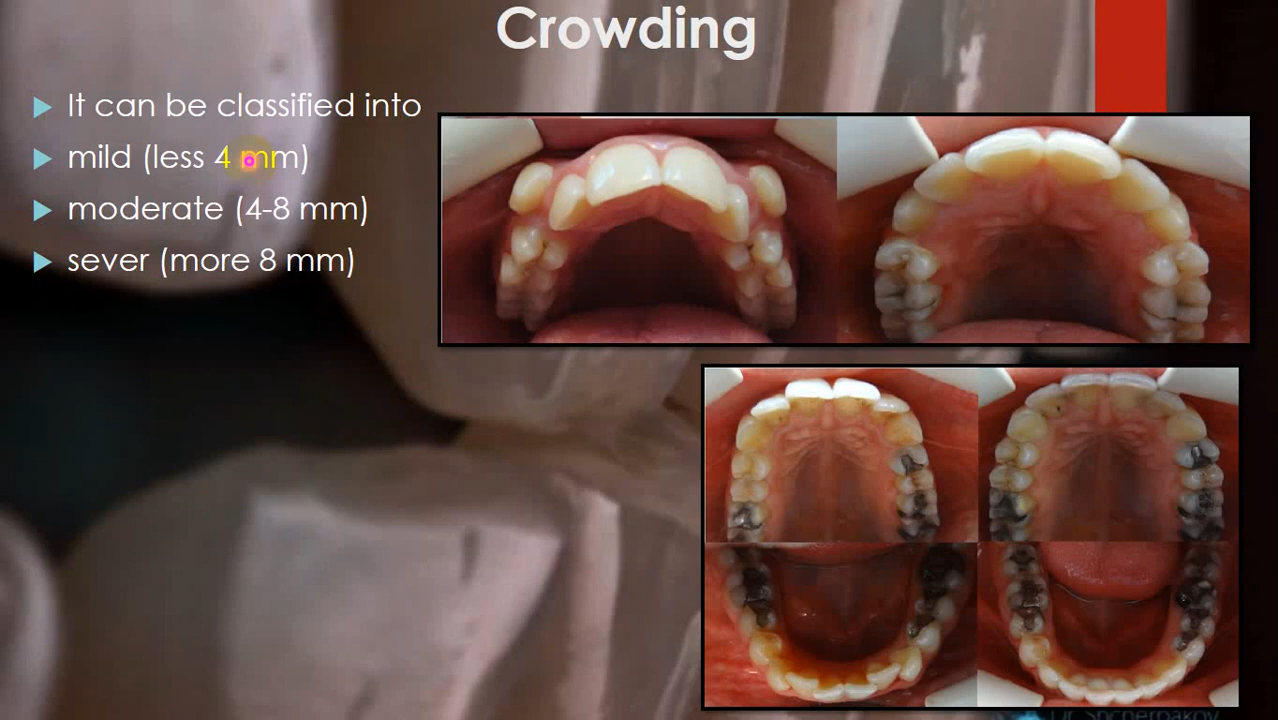 Crowding
It can be classified into
mild (less 4 mm)
moderate (4-8 mm)
sever (more 8 mm)